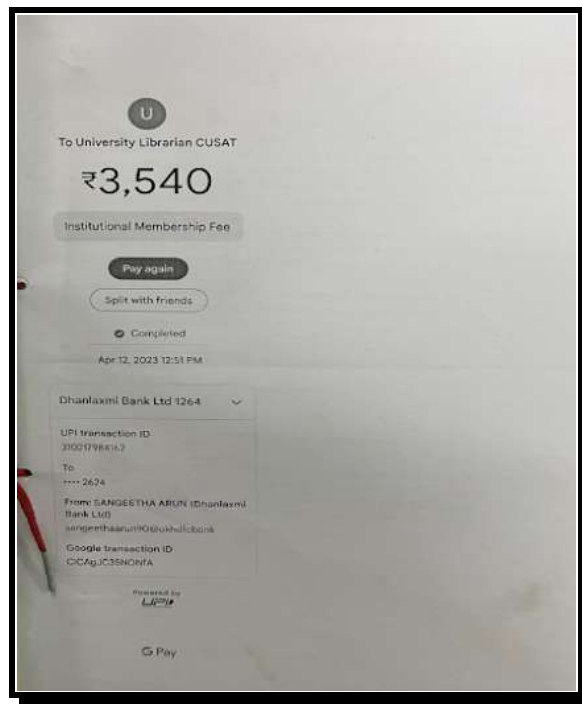 U
To University Librarian CUSAT
₹3,540
Institutional Membership Fee
Pay again
Split with friends
Completed
Apr 12, 2023 12:51 PM
Dhanlaxmi Bank Ltd 1264
UPI transaction ID
To
•••• 2624
From: SANGEETHA ARUN (Dhanlaxmi
Bank Ltd)
Google transaction ID
Powered by
UPI
G Pay